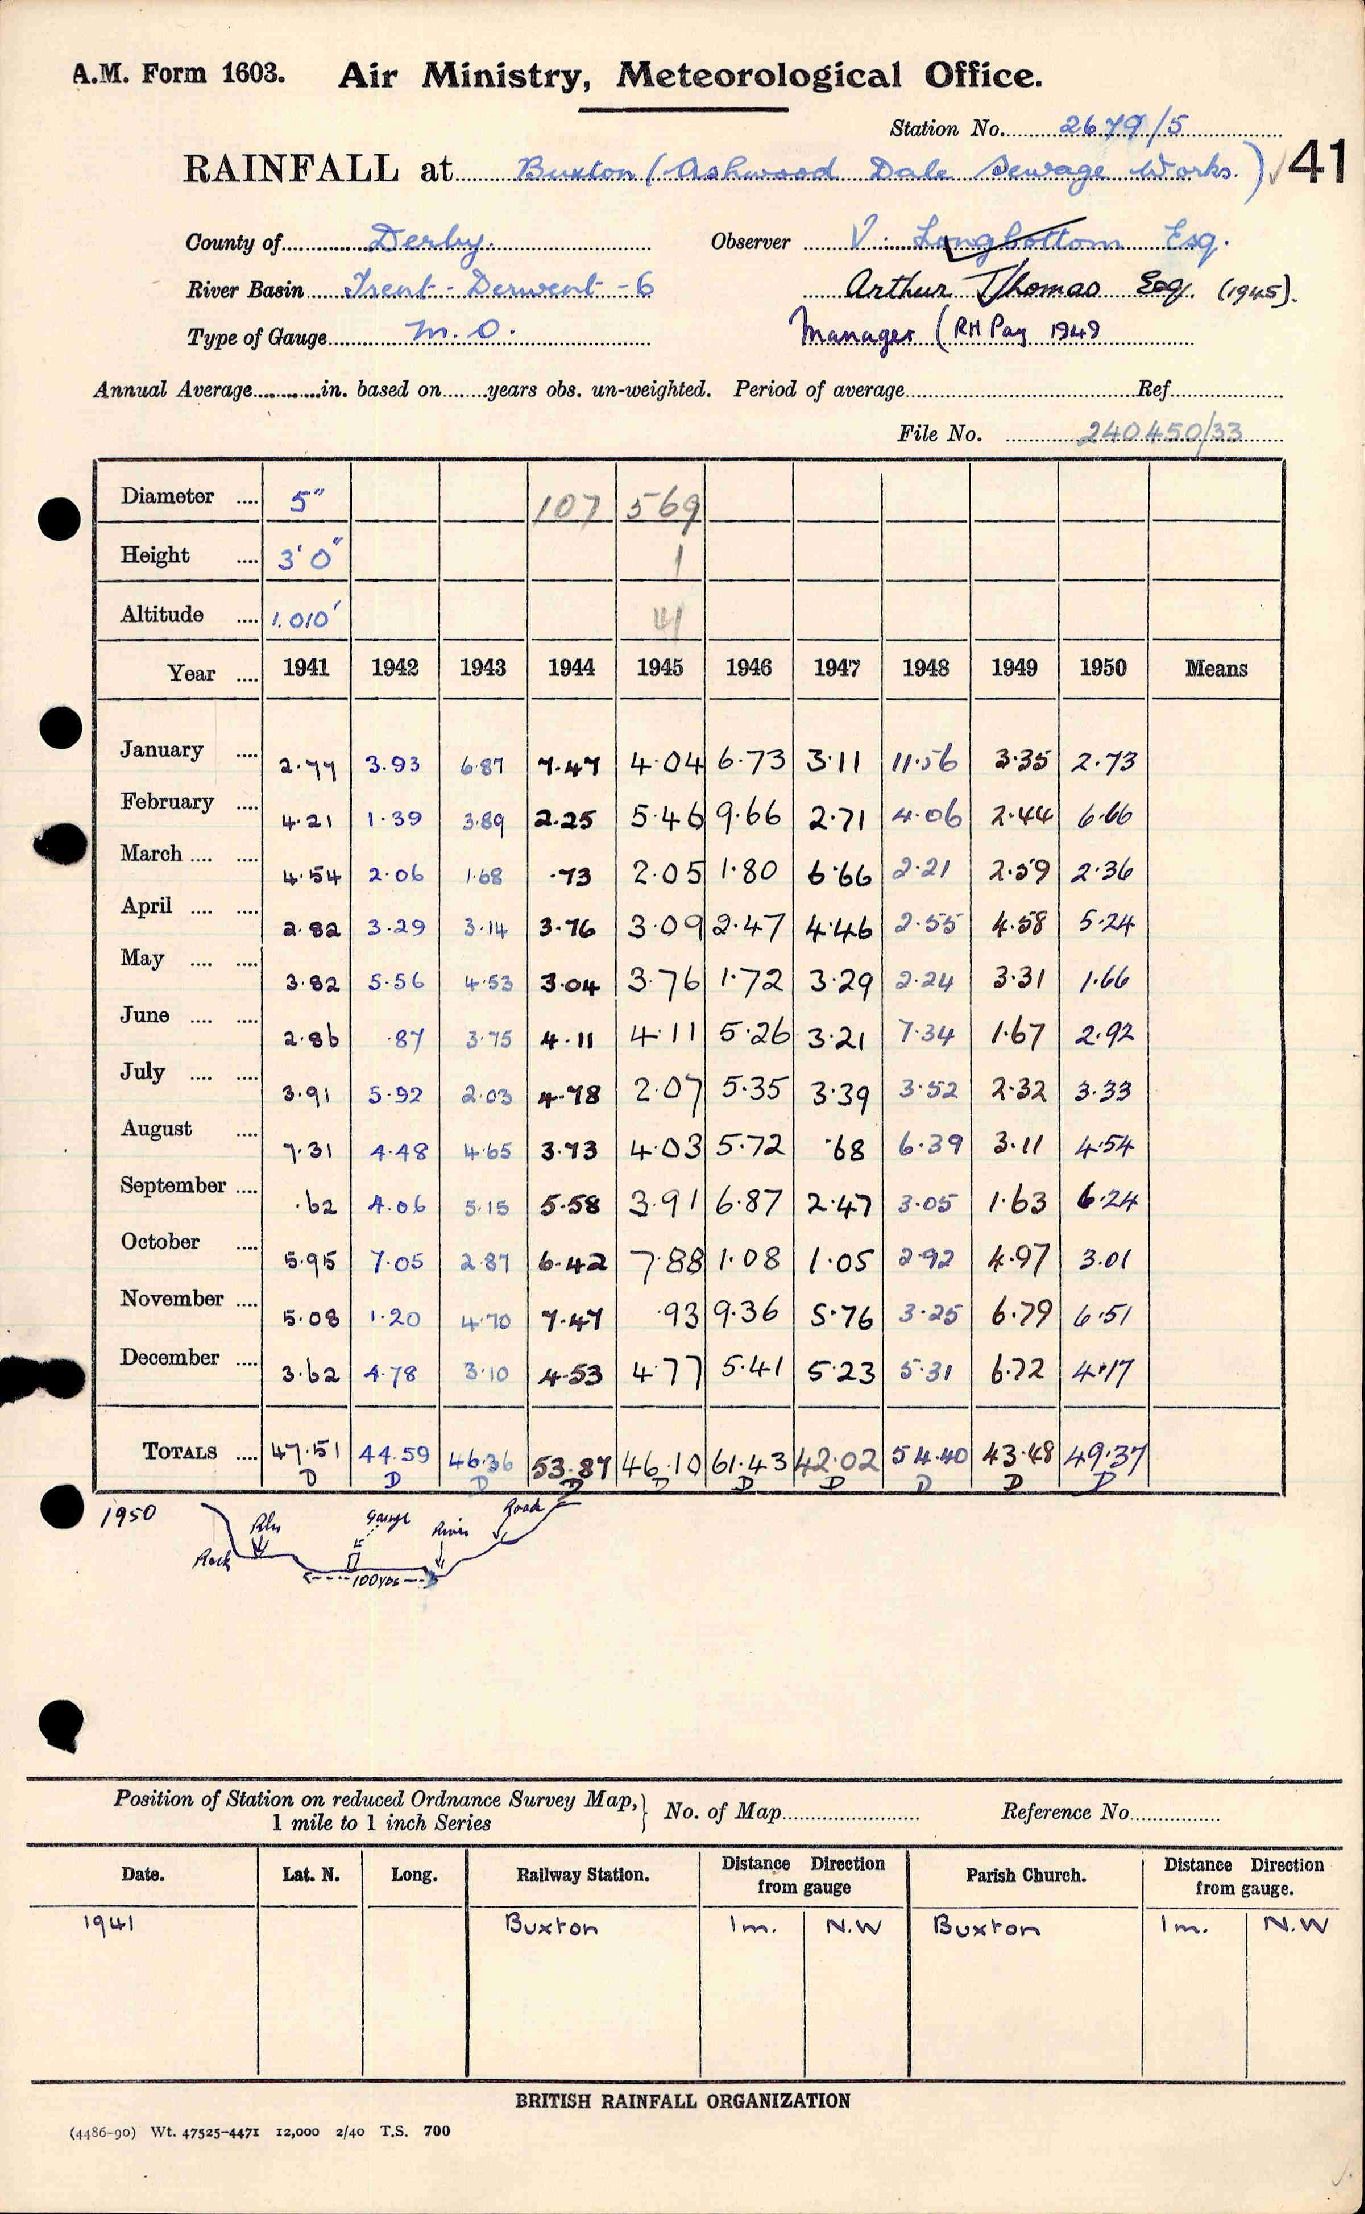 A.M. Form 1603. Air Ministry, Meteorological Office.
Station No. 2679/5
RAINFALL at Buxton (Ashwood Dale Sewage Works.) 41
County of Derby. Observer V. Longbottom Esq.
River Basin Trent - Derwent - 6 Arthur Thomas Esq. (1945).
Type of Gauge M.O. Manager (RH Pay 1948
Annual Average in. based on years obs. un-weighted. Period of average Ref
File No. 240450/33
Diameter 5" 107 569
Height 3' 0" 1
Altitude 1,010' 41
Year 1941 1942 1943 1944 1945 1946 1947 1948 1949 1950 Means
January 2.77 3.93 6.87 7.47 4.04 6.73 3.11 11.56 3.35 2.73
February 4.21 1.39 3.89 2.25 5.46 9.66 2.71 4.06 2.44 6.66
March 4.54 2.06 1.68 .73 2.05 1.80 6.66 2.21 2.59 2.36
April 2.82 3.29 3.14 3.76 3.09 2.47 4.46 2.55 4.58 5.24
May 3.82 5.56 4.53 3.04 3.76 1.72 3.29 2.24 3.31 1.66
June 2.86 .87 3.75 4.11 4.11 5.26 3.21 7.34 1.67 2.92
July 3.91 5.92 2.03 4.78 2.07 5.35 3.39 3.52 2.32 3.33
August 7.31 4.48 4.65 3.73 4.03 5.72 .68 6.39 3.11 4.54
September .62 4.06 5.15 5.58 3.91 6.87 2.47 3.05 1.63 6.24
October 5.95 7.05 2.87 6.42 7.88 1.08 1.05 2.92 4.97 3.01
November 5.08 1.20 4.70 7.47 .93 9.36 5.76 3.25 6.79 6.51
December 3.62 4.78 3.10 4.53 4.77 5.41 5.23 5.31 6.72 4.17
TOTALS 47.51 44.59 46.36 53.87 46.10 61.43 42.02 54.40 43.48 49.37
D D D D D D D D D D
1950 Rly Gauge River Road
Rock
100 yds
Position of Station on reduced Ordnance Survey Map, No. of Map Reference No.
1 mile to 1 inch Series
Date. Lat. N. Long. Railway Station. Distance Direction from gauge Parish Church. Distance Direction from gauge.
1941 Buxton 1m. N.W Buxton 1m. N.W
BRITISH RAINFALL ORGANIZATION
(4486-90) Wt. 47525-4471 12,000 2/40 T.S. 700